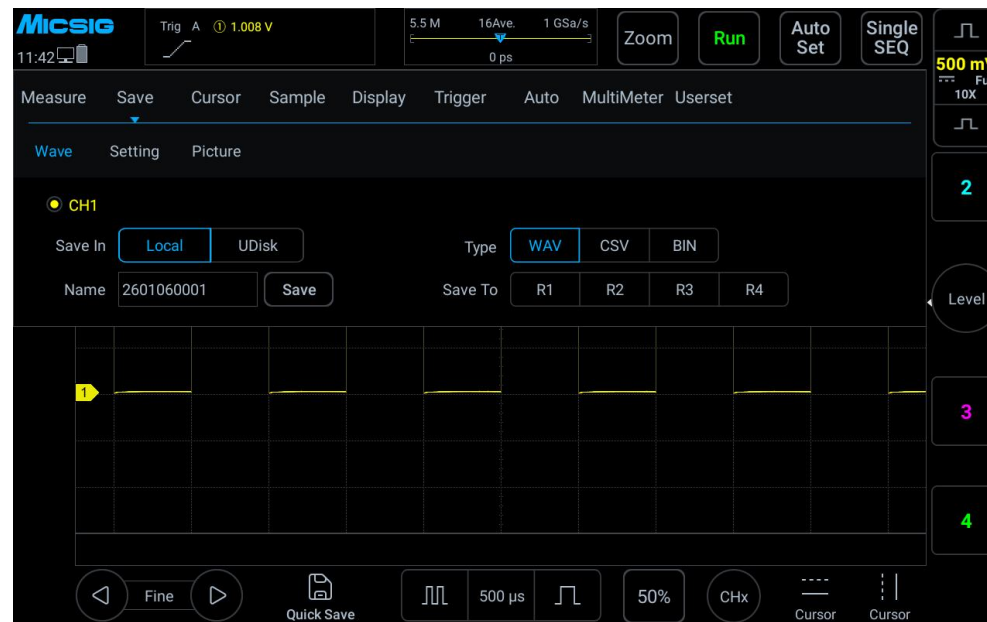 Micsig
Trig A ① 1.008 V
5.5 M 16Ave. 1 GSa/s
0 ps
Zoom
Run
Auto Set
Single SEQ
11:42
500 mV
10X
Measure Save Cursor Sample Display Trigger Auto MultiMeter Userset
Wave Setting Picture
2
CH1
Save In Local UDisk Type WAV CSV BIN
Name 2601060001 Save Save To R1 R2 R3 R4
Level
1
3
4
Fine
Quick Save
500 µs
50%
CHx
Cursor
Cursor